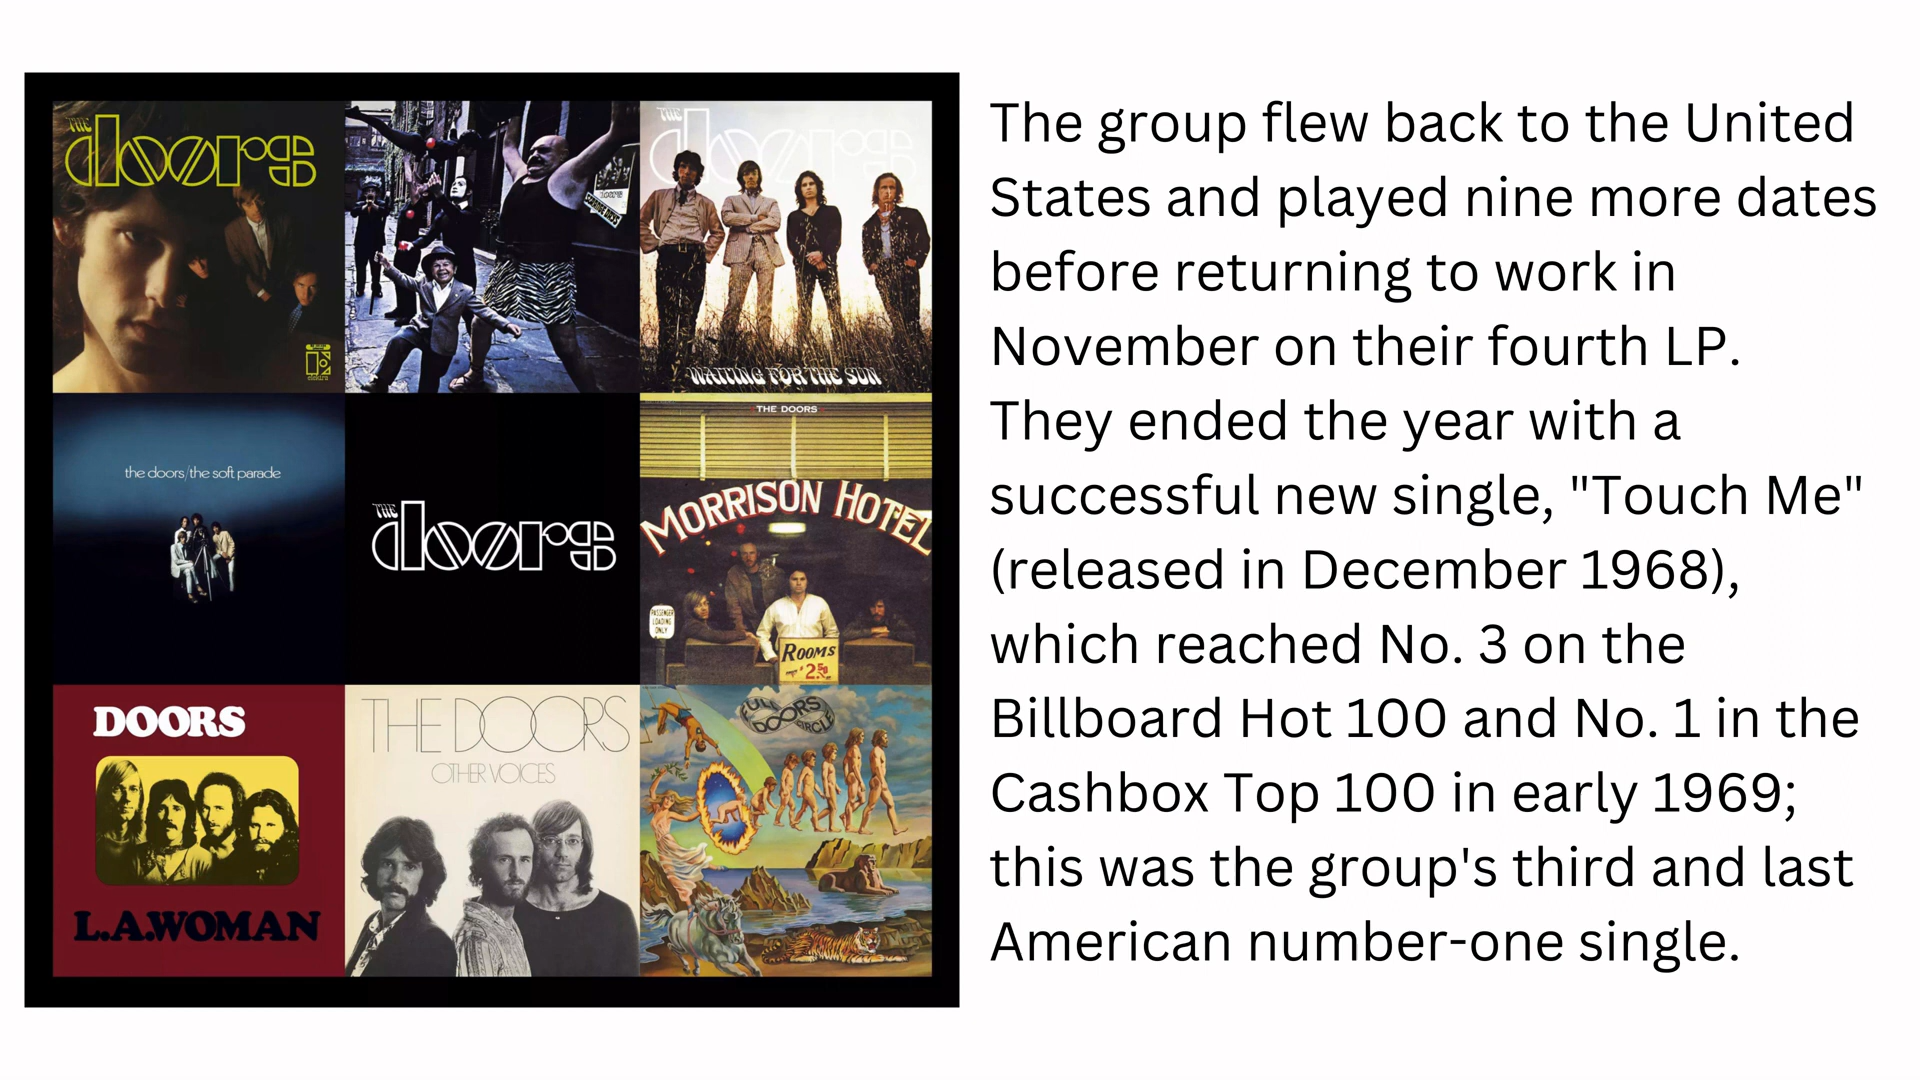 THE
doors
elektra
THE
doors
WAITING FOR THE SUN
the doors/the soft parade
THE
doors
THE DOORS
MORRISON HOTEL
PASSENGER
LOADING
ONLY
ROOMS
DOORS
L.A.WOMAN
THE DOORS
OTHER VOICES
FULL
DOORS
CIRCLE
The group flew back to the United
States and played nine more dates
before returning to work in
November on their fourth LP.
They ended the year with a
successful new single, "Touch Me"
(released in December 1968),
which reached No. 3 on the
Billboard Hot 100 and No. 1 in the
Cashbox Top 100 in early 1969;
this was the group's third and last
American number-one single.